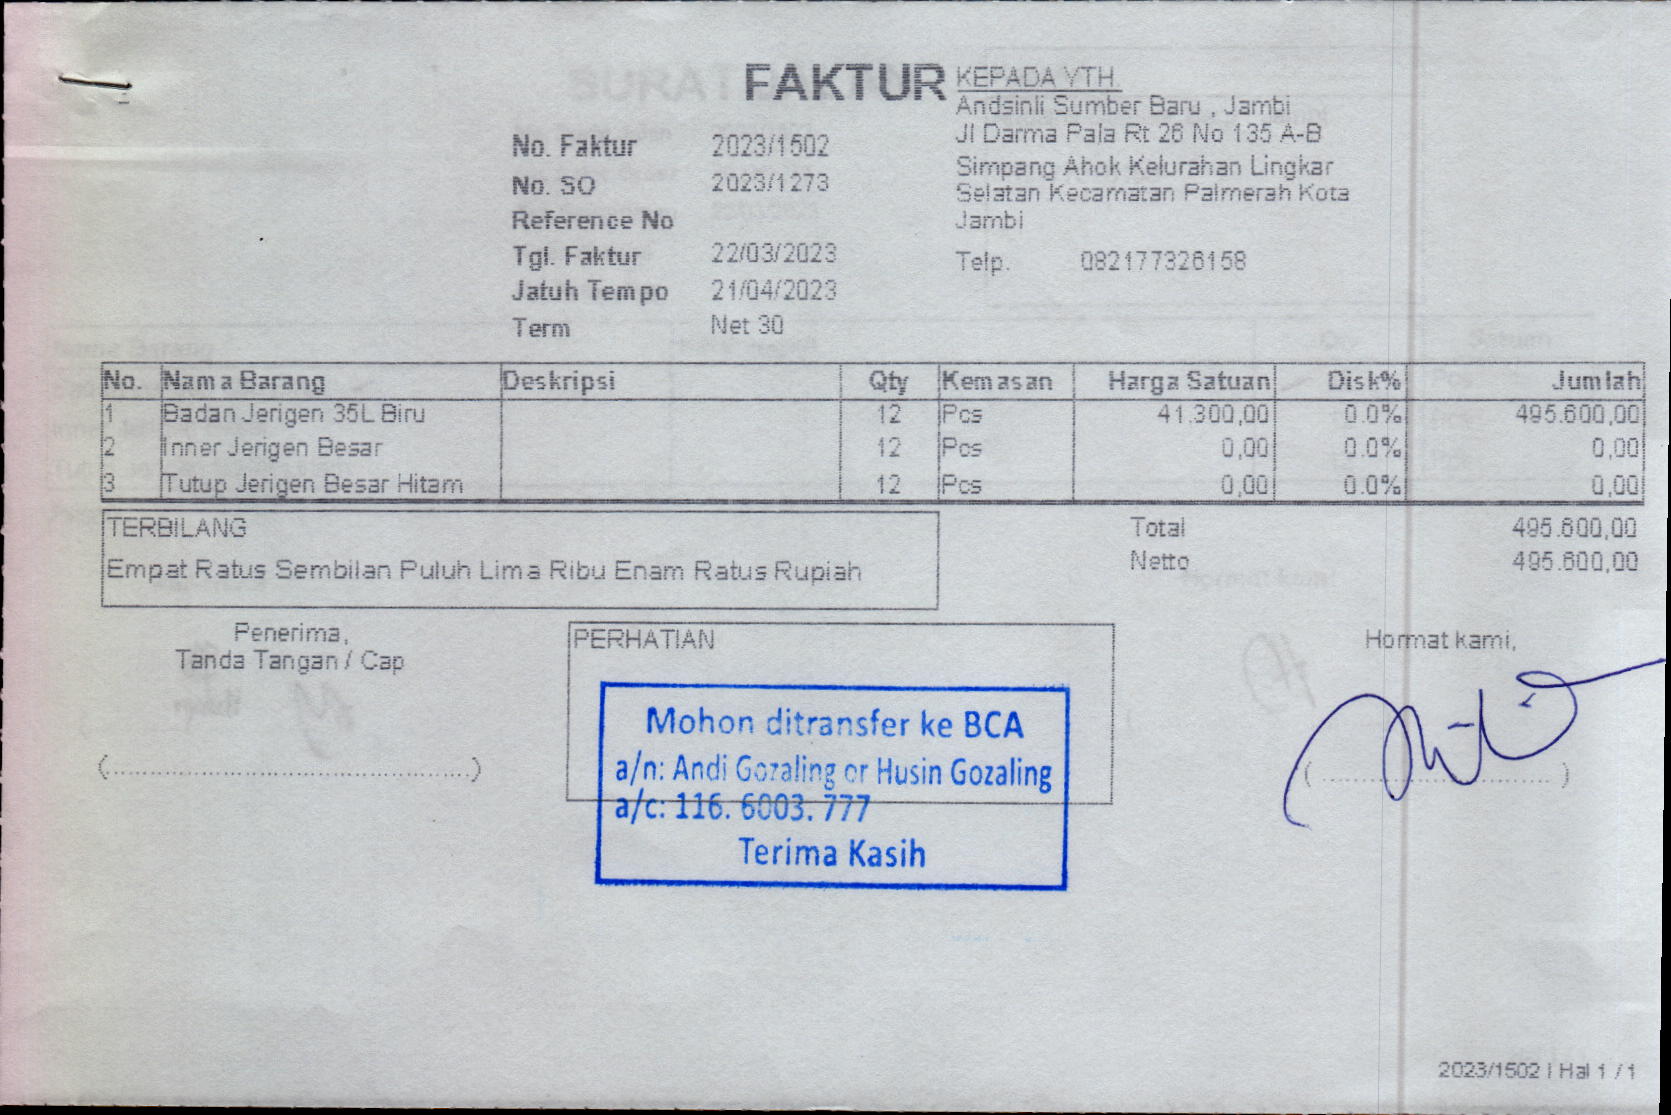 FAKTUR
KEPADA YTH.
Andsinli Sumber Baru , Jambi
Jl Darma Pala Rt 26 No 135 A-B
Simpang Ahok Kelurahan Lingkar
Selatan Kecamatan Palmerah Kota
Jambi
Telp. 082177326158
No. Faktur 2023/1502
No. SO 2023/1273
Reference No
Tgl. Faktur 22/03/2023
Jatuh Tempo 21/04/2023
Term Net 30
No. Nama Barang Deskripsi Qty Kemasan Harga Satuan Disk% Jumlah
1 Badan Jerigen 35L Biru 12 Pcs 41.300,00 0.0% 495.600,00
2 Inner Jerigen Besar 12 Pcs 0,00 0.0% 0,00
3 Tutup Jerigen Besar Hitam 12 Pcs 0,00 0.0% 0,00
TERBILANG
Empat Ratus Sembilan Puluh Lima Ribu Enam Ratus Rupiah
Total 495.600,00
Netto 495.600,00
Penerima,
Tanda Tangan / Cap
(..................................................)
PERHATIAN
Mohon ditransfer ke BCA
a/n: Andi Gozaling or Husin Gozaling
a/c: 116. 6003. 777
Terima Kasih
Hormat kami,
(..................................)
2023/1502 | Hal 1 / 1